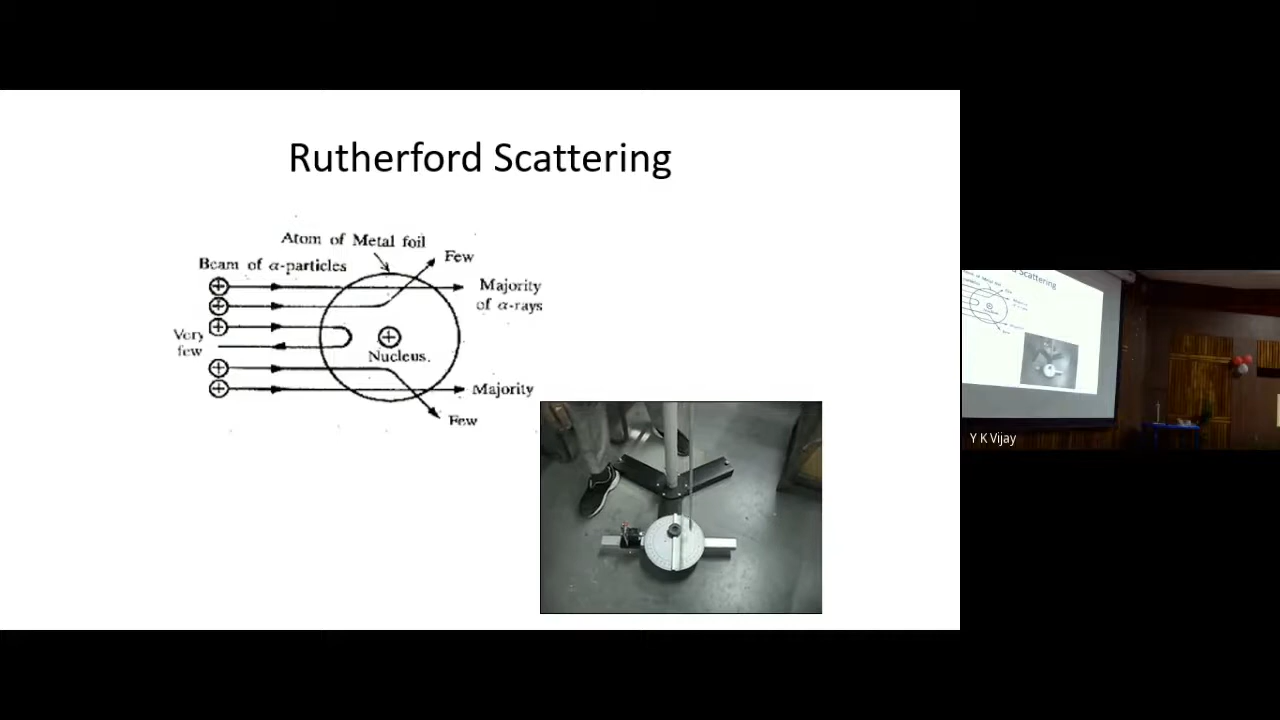 Rutherford Scattering
Atom of Metal foil
Few
Beam of α-particles
Majority
of α-rays
Very
few
Nucleus.
Majority
Few
Y K Vijay